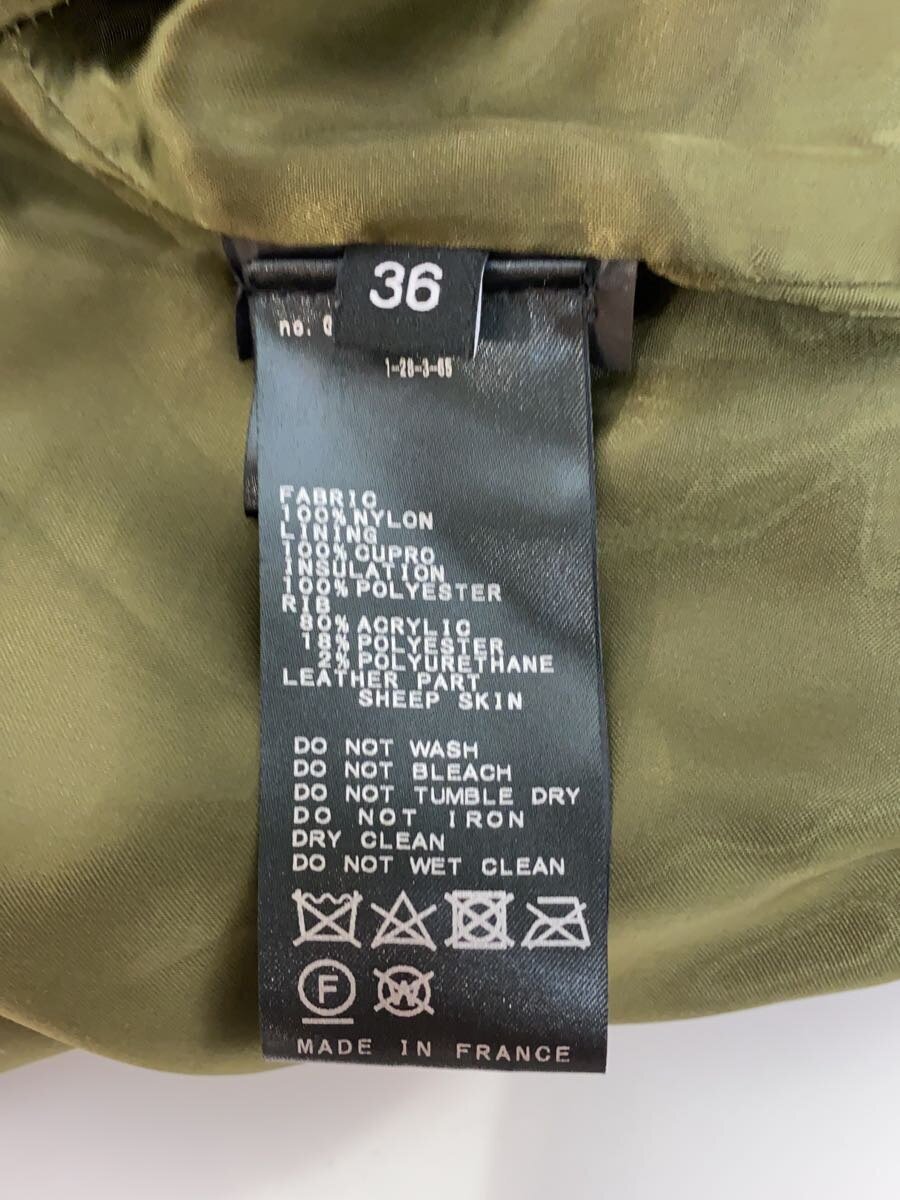 36
no. 0
1-28-3-65
FABRIC
100% NYLON
LINING
100% CUPRO
INSULATION
100% POLYESTER
RIB
80% ACRYLIC
18% POLYESTER
2% POLYURETHANE
LEATHER PART
SHEEP SKIN
DO NOT WASH
DO NOT BLEACH
DO NOT TUMBLE DRY
DO NOT IRON
DRY CLEAN
DO NOT WET CLEAN
F W
MADE IN FRANCE